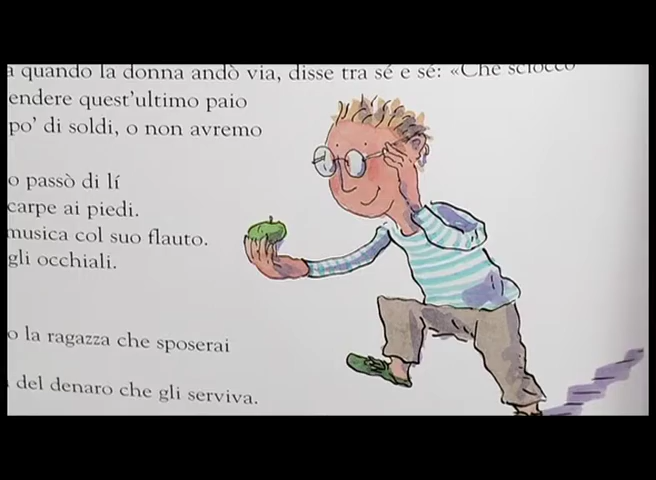 a quando la donna andò via, disse tra sé e sé: «Che sciocco
endere quest'ultimo paio
po' di soldi, o non avremo
o passò di lí
carpe ai piedi.
musica col suo flauto.
gli occhiali.
o la ragazza che sposerai
del denaro che gli serviva.